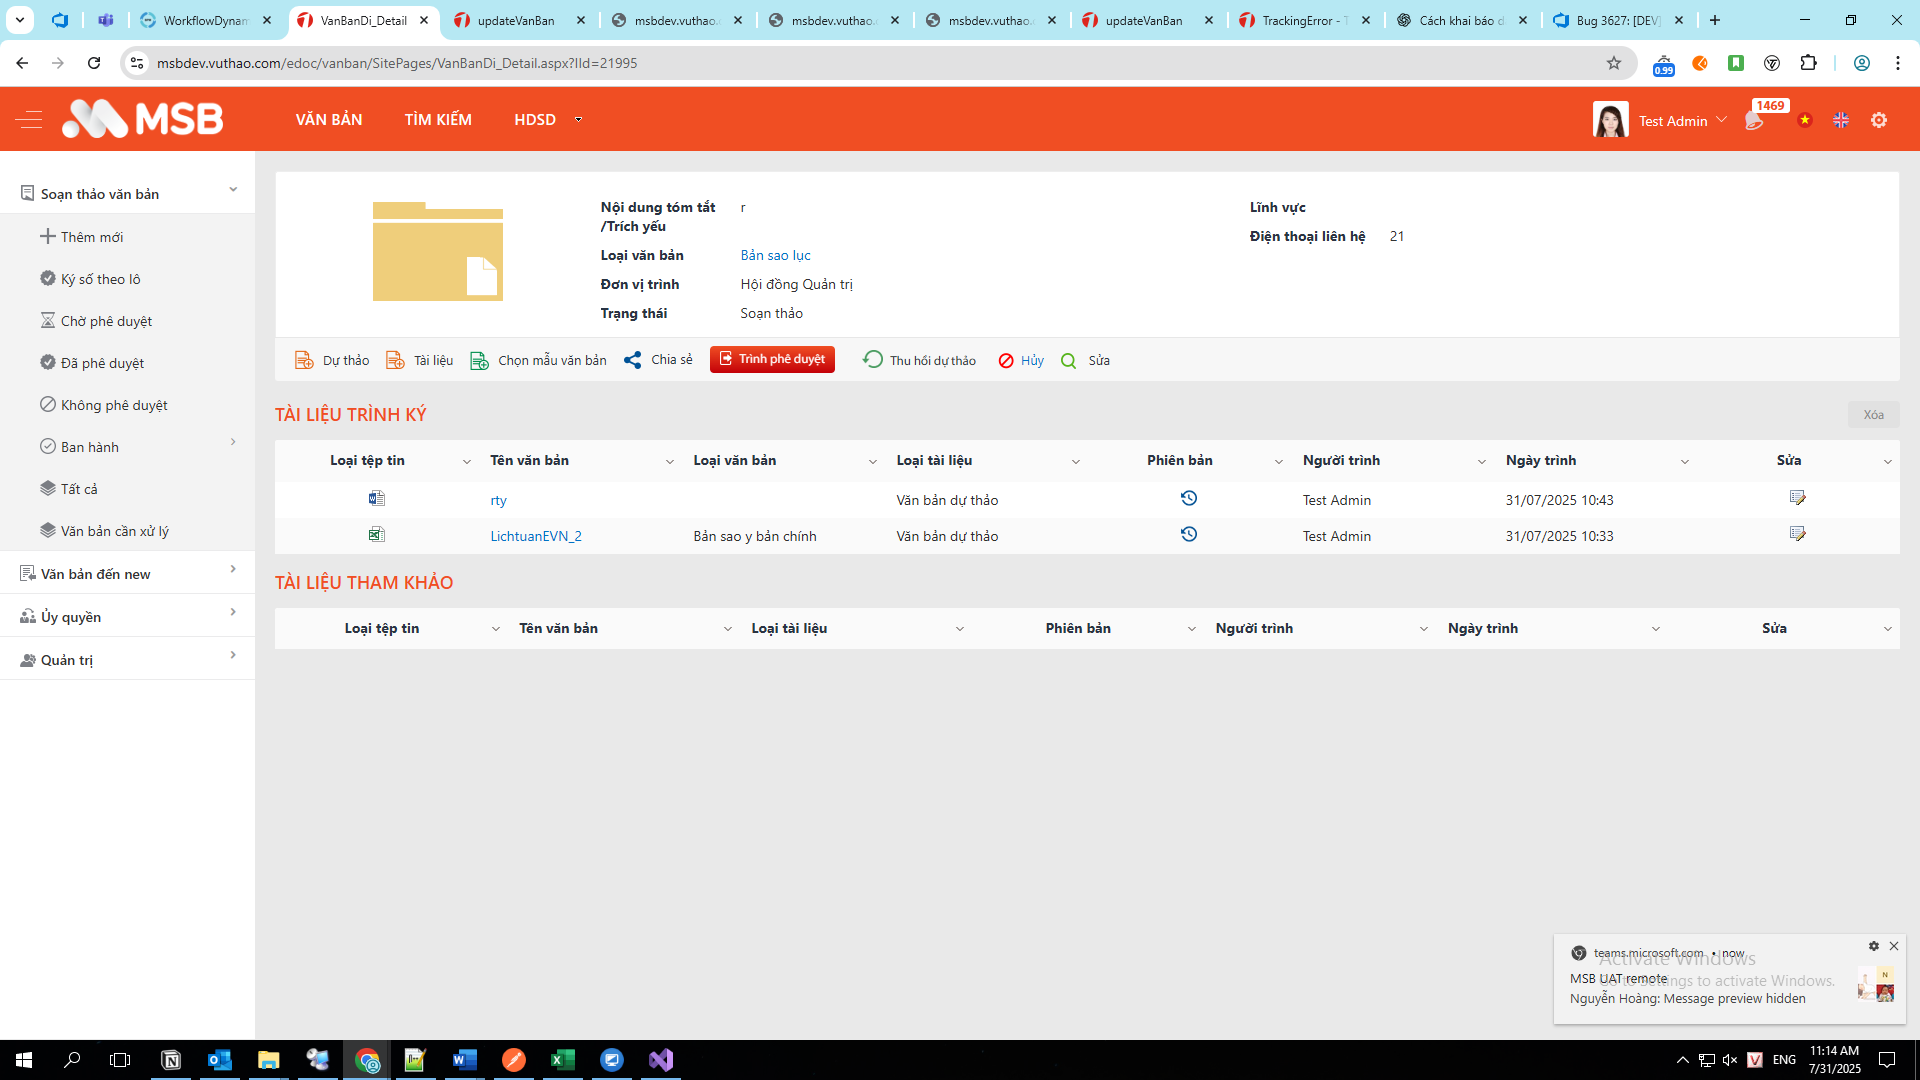 WorkflowDynam
VanBanDi_Detail
updateVanBan
msbdev.vuthao.c
msbdev.vuthao.c
msbdev.vuthao.c
updateVanBan
TrackingError - T
Cách khai báo d
Bug 3627: [DEV]
msbdev.vuthao.com/edoc/vanban/SitePages/VanBanDi_Detail.aspx?IId=21995
0.99
MSB
VĂN BẢN
TÌM KIẾM
HDSD
Test Admin
1469
Soạn thảo văn bản
Thêm mới
Ký số theo lô
Chờ phê duyệt
Đã phê duyệt
Không phê duyệt
Ban hành
Tất cả
Văn bản cần xử lý
Văn bản đến new
Ủy quyền
Quản trị
Nội dung tóm tắt /Trích yếu r
Loại văn bản Bản sao lục
Đơn vị trình Hội đồng Quản trị
Trạng thái Soạn thảo
Lĩnh vực
Điện thoại liên hệ 21
Dự thảo Tài liệu Chọn mẫu văn bản Chia sẻ Trình phê duyệt Thu hồi dự thảo Hủy Sửa
TÀI LIỆU TRÌNH KÝ
Xóa
Loại tệp tin Tên văn bản Loại văn bản Loại tài liệu Phiên bản Người trình Ngày trình Sửa
rty Văn bản dự thảo Test Admin 31/07/2025 10:43
LichtuanEVN_2 Bản sao y bản chính Văn bản dự thảo Test Admin 31/07/2025 10:33
TÀI LIỆU THAM KHẢO
Loại tệp tin Tên văn bản Loại tài liệu Phiên bản Người trình Ngày trình Sửa
teams.microsoft.com • now
Activate Windows
MSB UAT remote
Go to Settings to activate Windows.
Nguyễn Hoàng: Message preview hidden
N
ENG
11:14 AM
7/31/2025